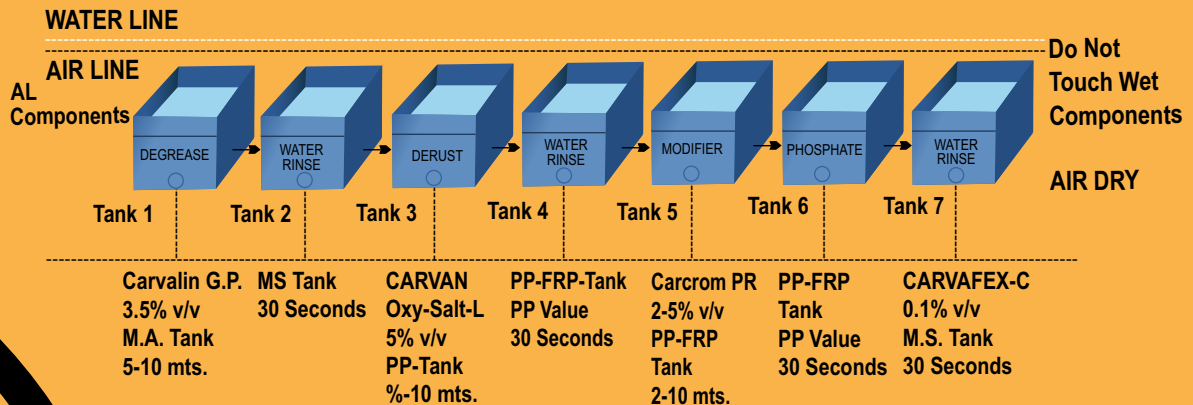 WATER LINE
AIR LINE
AL
Components
DEGREASE
WATER
RINSE
DERUST
WATER
RINSE
MODIFIER
PHOSPHATE
WATER
RINSE
Do Not
Touch Wet
Components
AIR DRY
Tank 1
Tank 2
Tank 3
Tank 4
Tank 5
Tank 6
Tank 7
Carvalin G.P.
3.5% v/v
M.A. Tank
5-10 mts.
MS Tank
30 Seconds
CARVAN
Oxy-Salt-L
5% v/v
PP-Tank
%-10 mts.
PP-FRP-Tank
PP Value
30 Seconds
Carcrom PR
2-5% v/v
PP-FRP
Tank
2-10 mts.
PP-FRP
Tank
PP Value
30 Seconds
CARVAFEX-C
0.1% v/v
M.S. Tank
30 Seconds